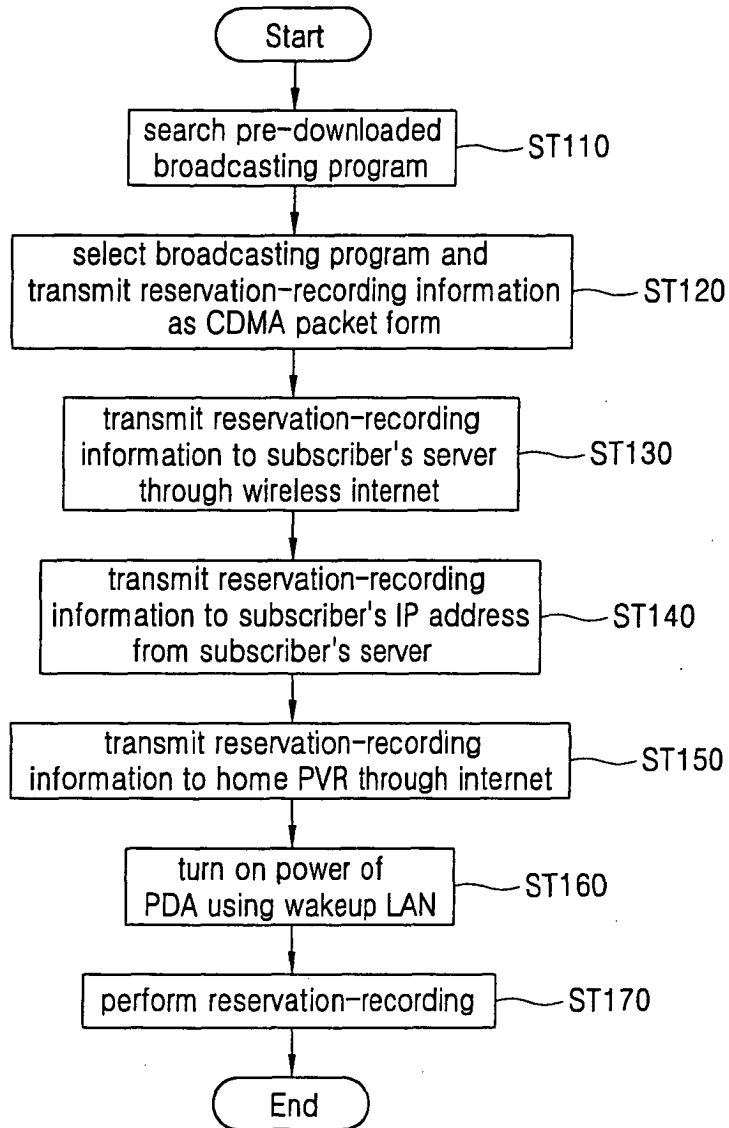 Start
search pre-downloaded
broadcasting program
ST110
select broadcasting program and
transmit reservation-recording information
as CDMA packet form
ST120
transmit reservation-recording
information to subscriber's server
through wireless internet
ST130
transmit reservation-recording
information to subscriber's IP address
from subscriber's server
ST140
transmit reservation-recording
information to home PVR through internet
ST150
turn on power of
PDA using wakeup LAN
ST160
perform reservation-recording
ST170
End